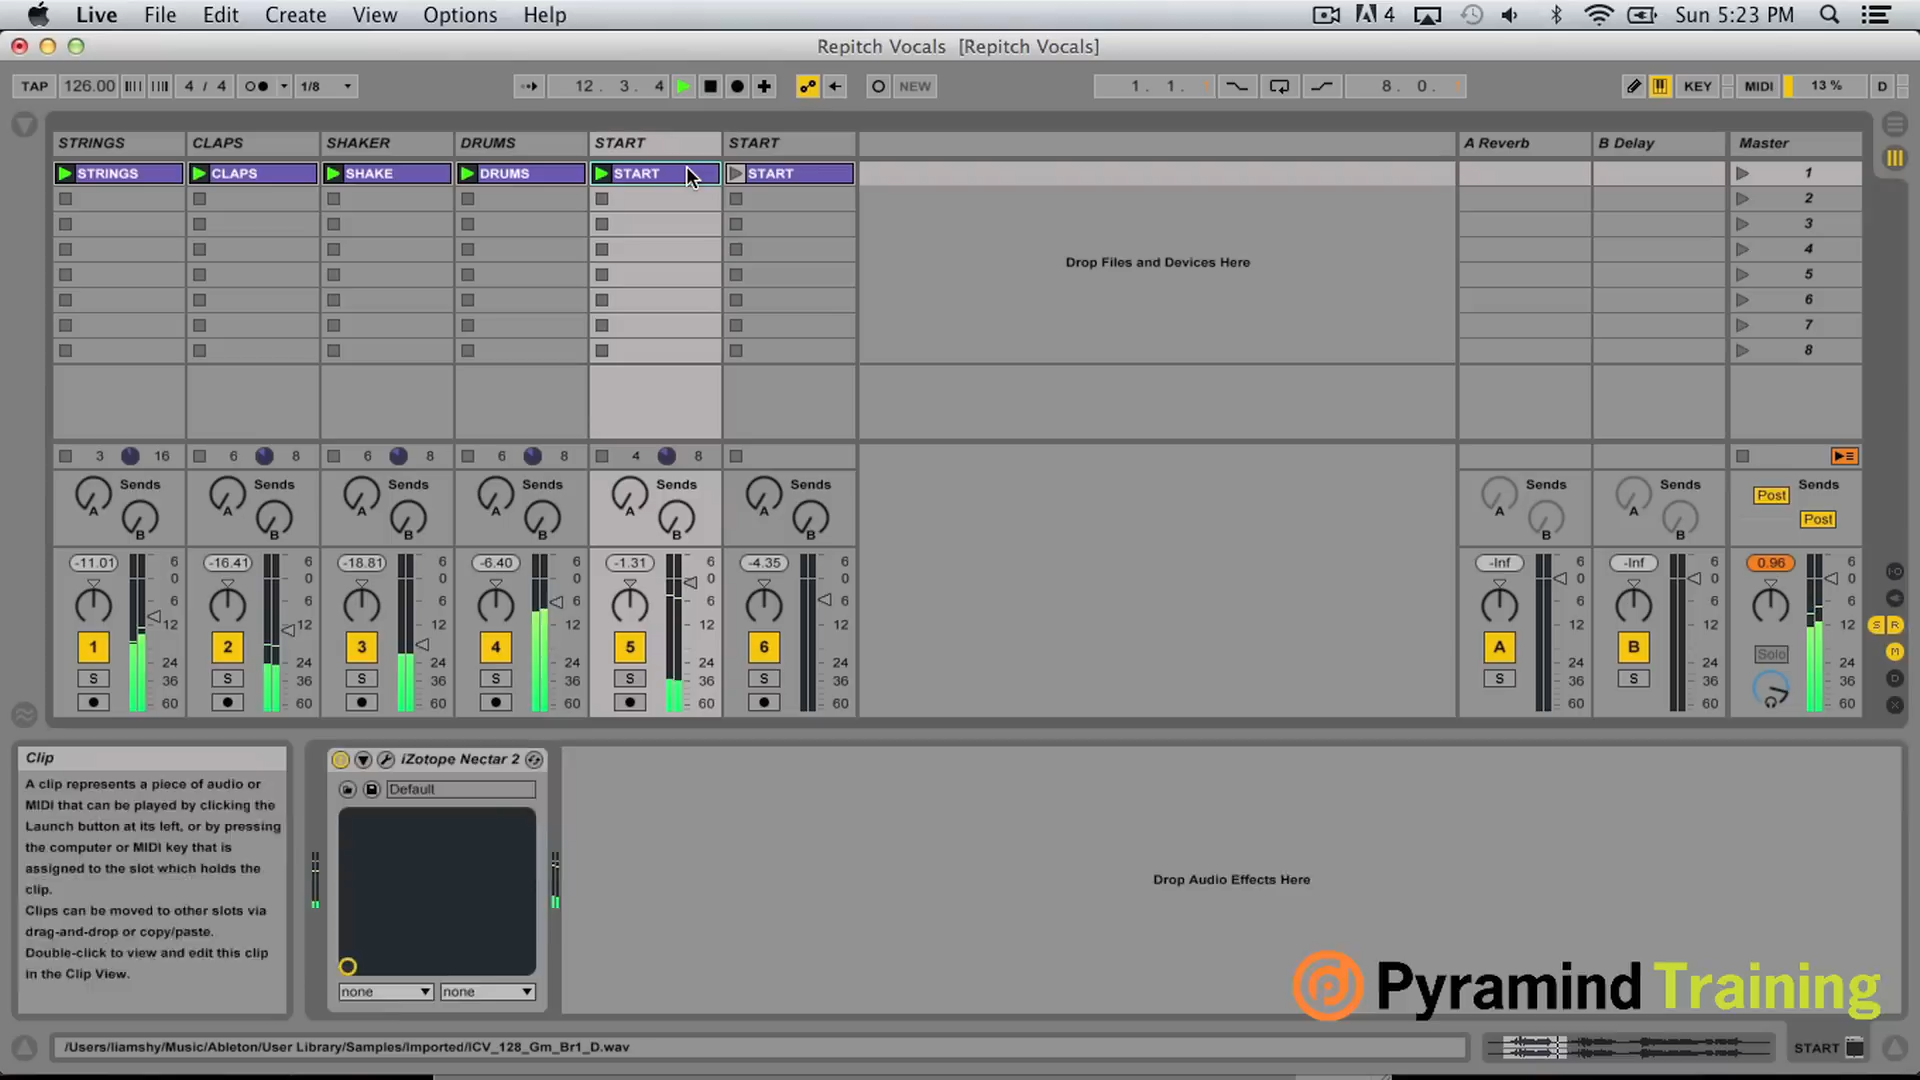 Live File Edit Create View Options Help 4 Sun 5:23 PM
Repitch Vocals [Repitch Vocals]
TAP 126.00 4 / 4 1/8 12. 3. 4 NEW 1. 1. 8. 0. KEY MIDI 13 % D
STRINGS CLAPS SHAKER DRUMS START START A Reverb B Delay Master
STRINGS CLAPS SHAKE DRUMS START START 1
2
3
4
Drop Files and Devices Here
5
6
7
8
3 16 6 8 6 8 6 8 4 8
Sends Sends Sends Sends Sends Sends Sends Sends Post Sends
A A A A A A A A
B B B B B B B B Post
-11.01 6 -16.41 6 -18.81 6 -6.40 6 -1.31 6 -4.35 6 -Inf 6 -Inf 6 0.96 6
0 0 0 0 0 0 0 0 0
6 6 6 6 6 6 6 6 6
12 12 12 12 12 12 12 12 12
1 2 3 4 5 6 A B Solo
24 24 24 24 24 24 24 24 24
S S S S S S S S
36 36 36 36 36 36 36 36 36
60 60 60 60 60 60 60 60 60
I-O
S R
M
D
X
Clip
A clip represents a piece of audio or
MIDI that can be played by clicking the
Launch button at its left, or by pressing
the computer or MIDI key that is
assigned to the slot which holds the
clip.
Clips can be moved to other slots via
drag-and-drop or copy/paste.
Double-click to view and edit this clip
in the Clip View.
iZotope Nectar 2
Default
none none
Drop Audio Effects Here
Pyramind Training
/Users/liamshy/Music/Ableton/User Library/Samples/Imported/ICV_128_Gm_Br1_D.wav
START